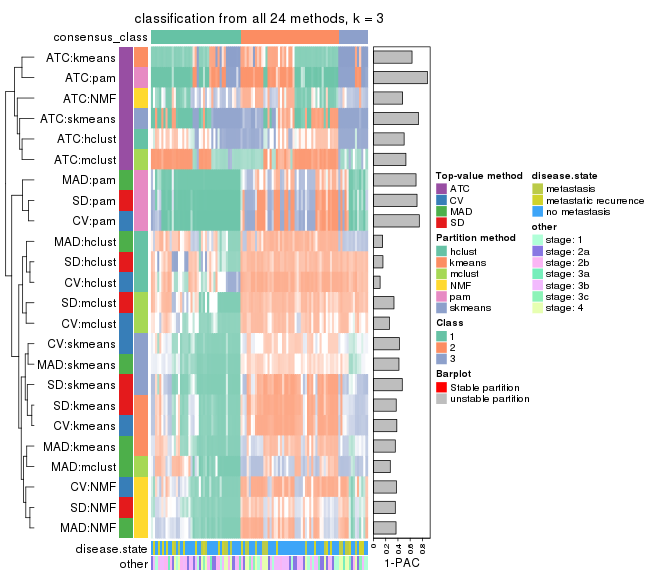 classification from all 24 methods, k = 3
consensus_class
ATC:kmeans
ATC:pam
ATC:NMF
ATC:skmeans
ATC:hclust
ATC:mclust
MAD:pam
SD:pam
CV:pam
MAD:hclust
SD:hclust
CV:hclust
SD:mclust
CV:mclust
CV:skmeans
MAD:skmeans
SD:skmeans
SD:kmeans
CV:kmeans
MAD:kmeans
MAD:mclust
CV:NMF
SD:NMF
MAD:NMF
disease.state
other
0 0.2 0.4 0.6 0.8
1-PAC
Top-value method
ATC
CV
MAD
SD
Partition method
hclust
kmeans
mclust
NMF
pam
skmeans
Class
1
2
3
Barplot
Stable partition
unstable partition
disease.state
metastasis
metastatic recurrence
no metastasis
other
stage: 1
stage: 2a
stage: 2b
stage: 3a
stage: 3b
stage: 3c
stage: 4